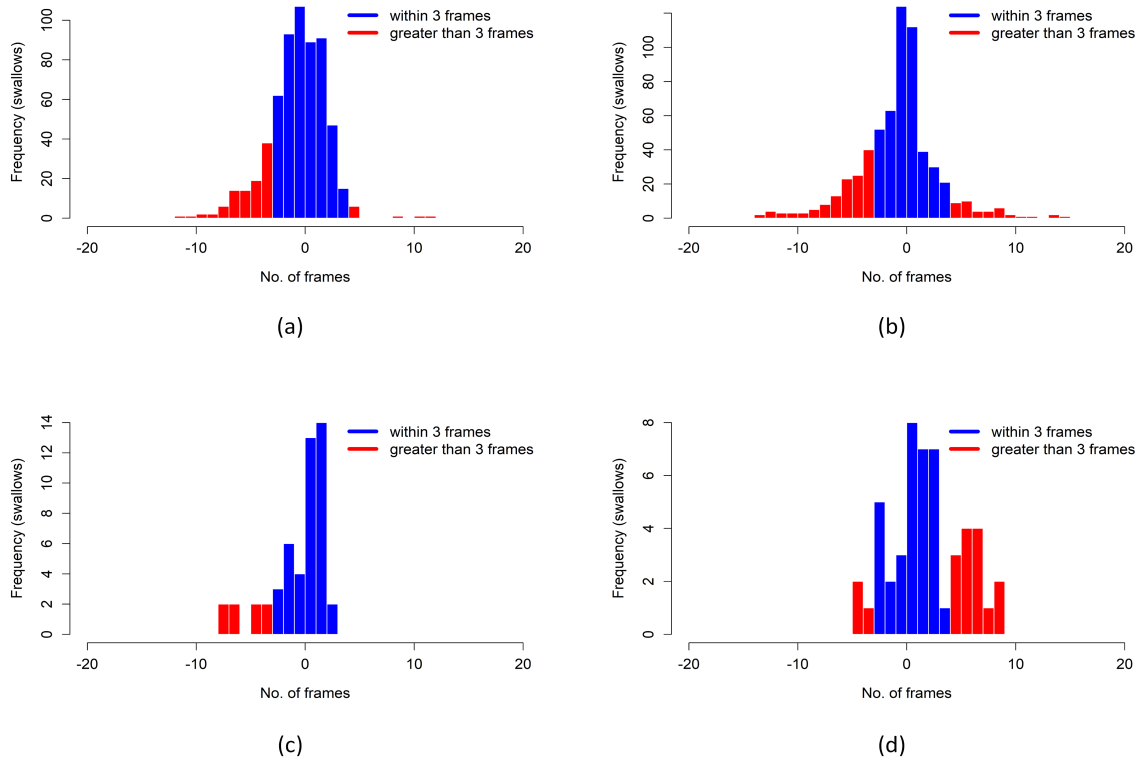 within 3 frames
greater than 3 frames
Frequency (swallows)
0 20 40 60 80 100
-20 -10 0 10 20
No. of frames
(a)
within 3 frames
greater than 3 frames
Frequency (swallows)
0 20 40 60 80 120
-20 -10 0 10 20
No. of frames
(b)
within 3 frames
greater than 3 frames
Frequency (swallows)
0 2 4 6 8 10 12 14
-20 -10 0 10 20
No. of frames
(c)
within 3 frames
greater than 3 frames
Frequency (swallows)
0 2 4 6 8
-20 -10 0 10 20
No. of frames
(d)